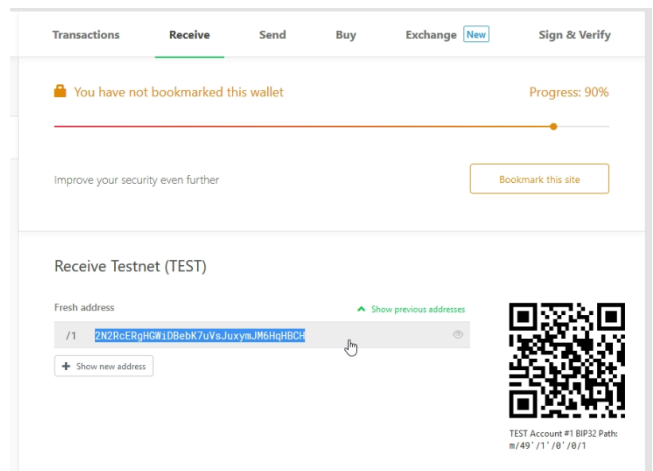 Transactions Receive Send Buy Exchange New Sign & Verify
You have not bookmarked this wallet Progress: 90%
Improve your security even further Bookmark this site
Receive Testnet (TEST)
Fresh address Show previous addresses
/1 2N2RcERgHGWiDBebK7uVsJuxymJM6HqHBCH
Show new address
TEST Account #1 BIP32 Path:
m/49'/1'/0'/0/1